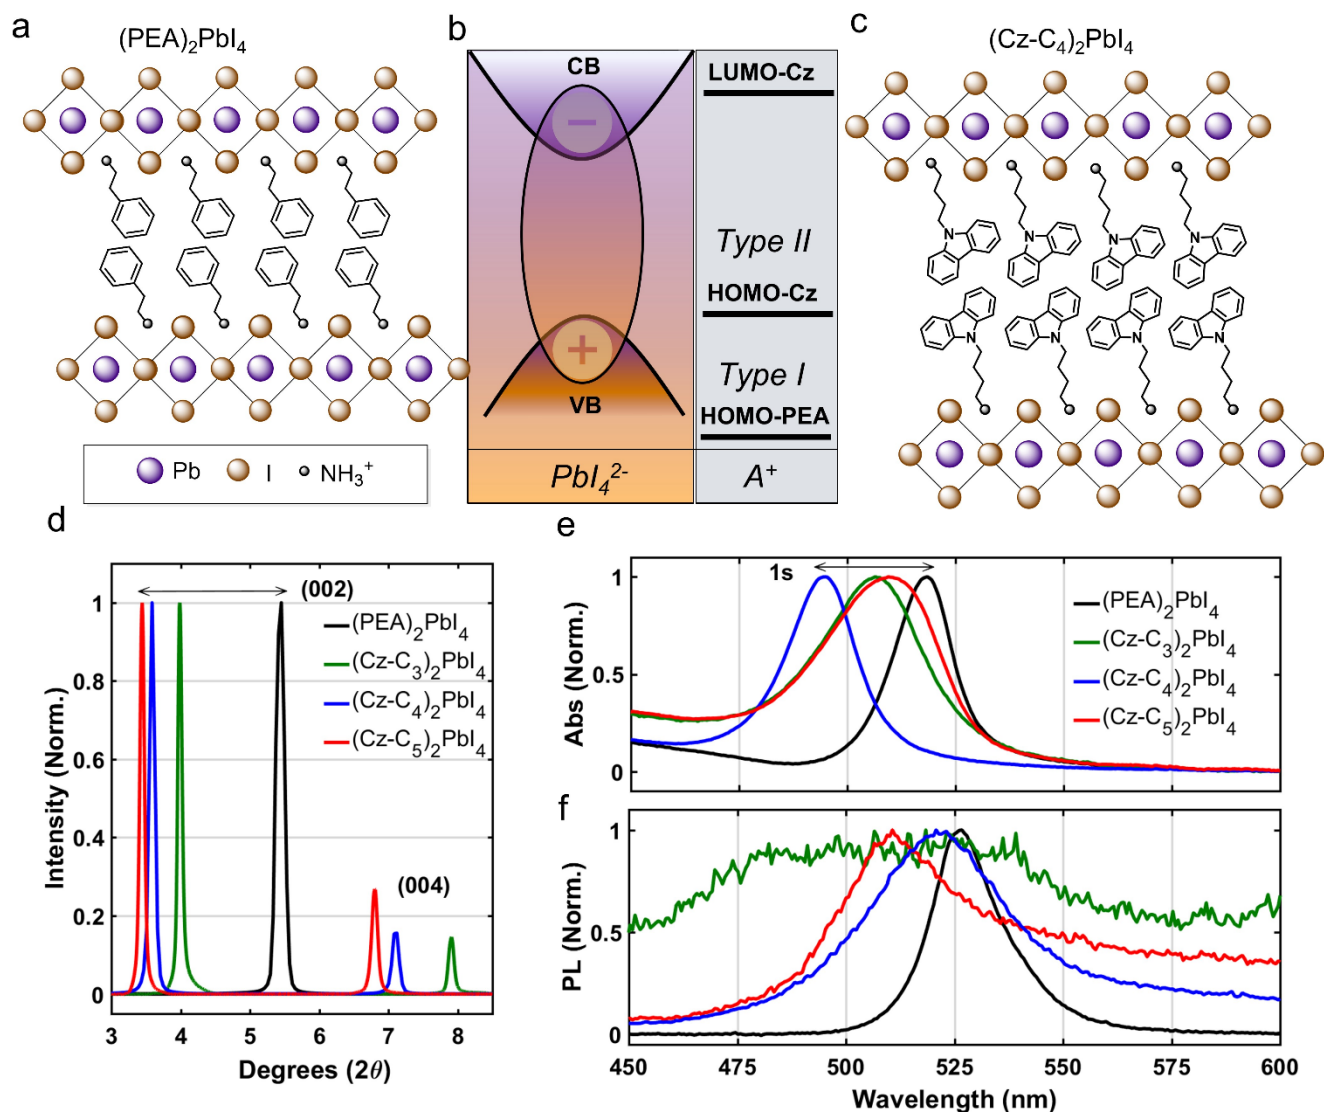 a
(PEA)₂PbI₄
Pb
I
NH₃⁺
b
CB
−
+
VB
PbI₄²⁻
LUMO-Cz
Type II
HOMO-Cz
Type I
HOMO-PEA
A⁺
c
(Cz-C₄)₂PbI₄
N
N
N
N
N
N
N
N
d
(002)
(004)
(PEA)₂PbI₄
(Cz-C₃)₂PbI₄
(Cz-C₄)₂PbI₄
(Cz-C₅)₂PbI₄
Intensity (Norm.)
1
0.8
0.6
0.4
0.2
0
3 4 5 6 7 8
Degrees (2θ)
e
1s
(PEA)₂PbI₄
(Cz-C₃)₂PbI₄
(Cz-C₄)₂PbI₄
(Cz-C₅)₂PbI₄
Abs (Norm.)
1
0
f
PL (Norm.)
1
0.5
0
450 475 500 525 550 575 600
Wavelength (nm)